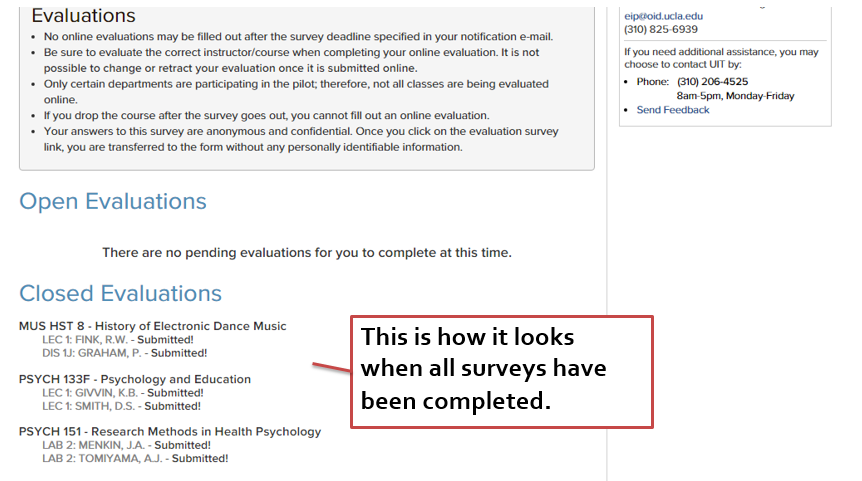 Evaluations
• No online evaluations may be filled out after the survey deadline specified in your notification e-mail.
• Be sure to evaluate the correct instructor/course when completing your online evaluation. It is not
possible to change or retract your evaluation once it is submitted online.
• Only certain departments are participating in the pilot; therefore, not all classes are being evaluated
online.
• If you drop the course after the survey goes out, you cannot fill out an online evaluation.
• Your answers to this survey are anonymous and confidential. Once you click on the evaluation survey
link, you are transferred to the form without any personally identifiable information.
Open Evaluations
There are no pending evaluations for you to complete at this time.
Closed Evaluations
MUS HST 8 - History of Electronic Dance Music
LEC 1: FINK, R.W. - Submitted!
DIS 1J: GRAHAM, P. - Submitted!
PSYCH 133F - Psychology and Education
LEC 1: GIVVIN, K.B. - Submitted!
LEC 1: SMITH, D.S. - Submitted!
PSYCH 151 - Research Methods in Health Psychology
LAB 2: MENKIN, J.A. - Submitted!
LAB 2: TOMIYAMA, A.J. - Submitted!
This is how it looks
when all surveys have
been completed.
eip@oid.ucla.edu
(310) 825-6939
If you need additional assistance, you may
choose to contact UIT by:
• Phone: (310) 206-4525
8am-5pm, Monday-Friday
• Send Feedback